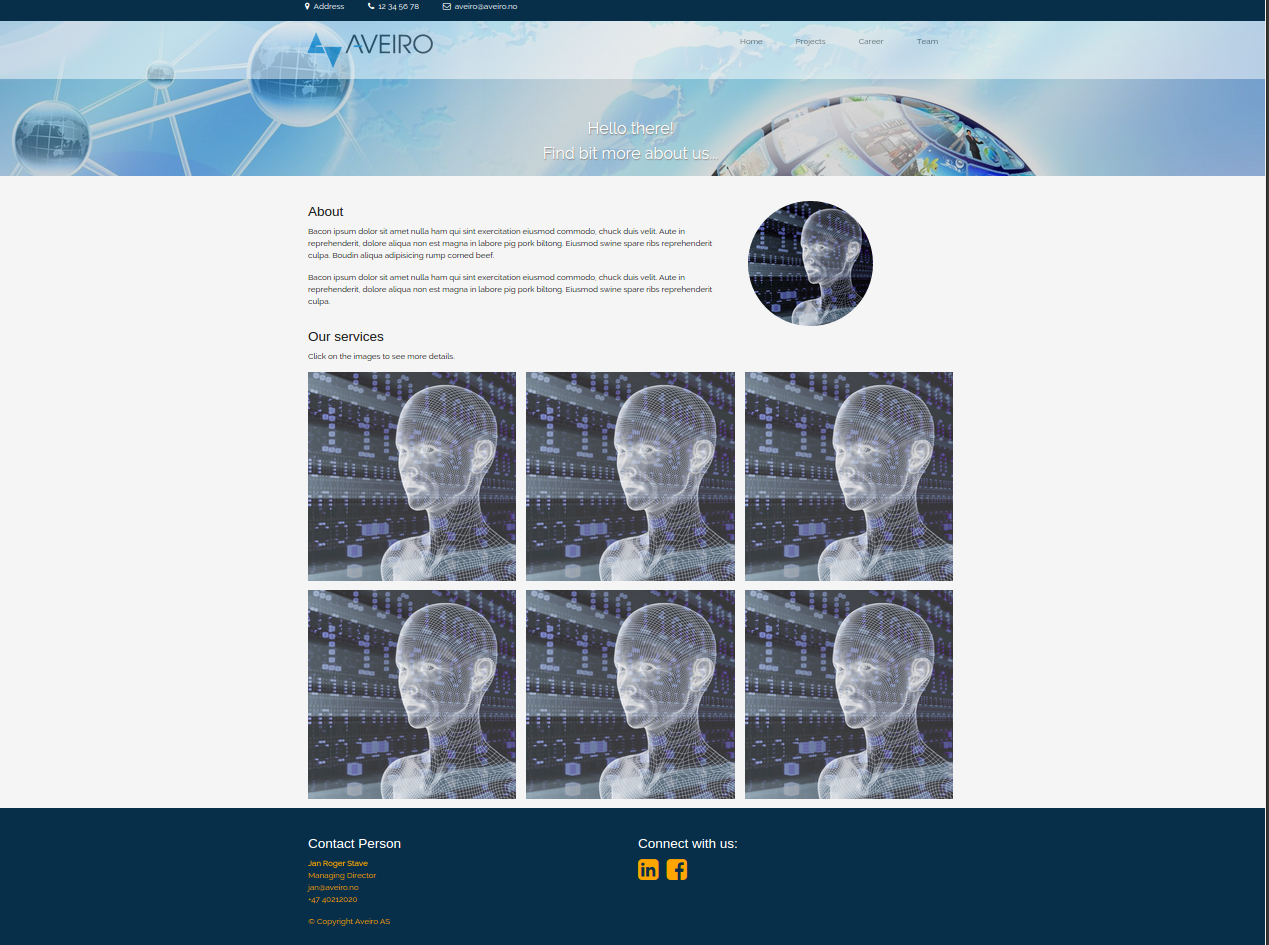 Address 12 34 56 78 aveiro@aveiro.no
AVEIRO
Home Projects Career Team
Hello there!
Find bit more about us...
About
Bacon ipsum dolor sit amet nulla ham qui sint exercitation eiusmod commodo, chuck duis velit. Aute in
reprehenderit, dolore aliqua non est magna in labore pig pork biltong. Eiusmod swine spare ribs reprehenderit
culpa. Boudin aliqua adipisicing rump corned beef.
Bacon ipsum dolor sit amet nulla ham qui sint exercitation eiusmod commodo, chuck duis velit. Aute in
reprehenderit, dolore aliqua non est magna in labore pig pork biltong. Eiusmod swine spare ribs reprehenderit
culpa.
Our services
Click on the images to see more details.
Contact Person
Jan Roger Stave
Managing Director
jan@aveiro.no
+47 40212020
© Copyright Aveiro AS
Connect with us: